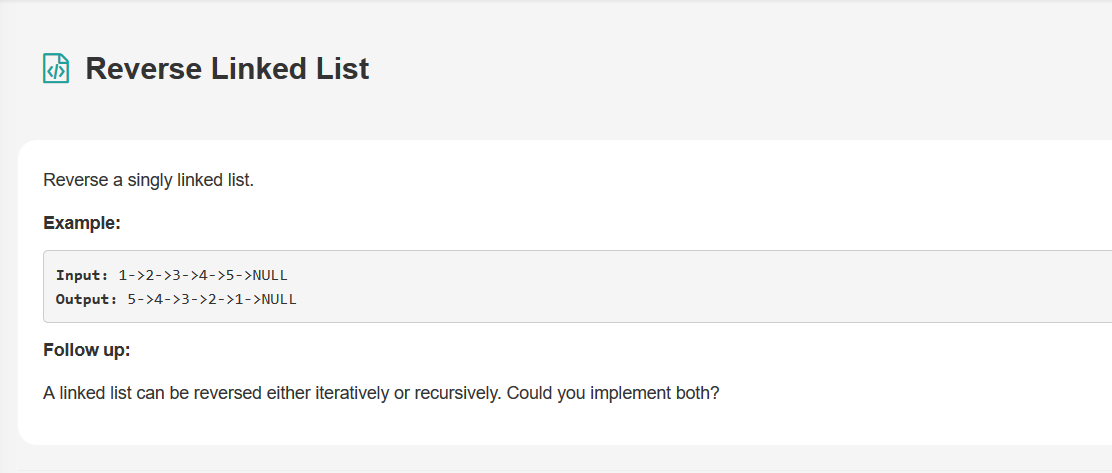 Reverse Linked List
Reverse a singly linked list.
Example:
Input: 1->2->3->4->5->NULL
Output: 5->4->3->2->1->NULL
Follow up:
A linked list can be reversed either iteratively or recursively. Could you implement both?